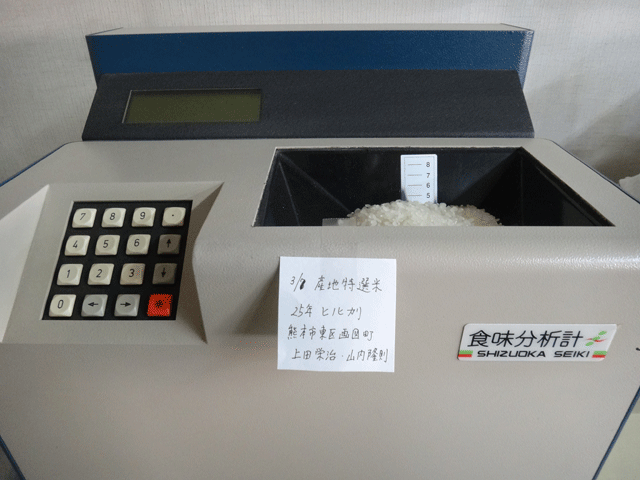 8
7
6
5
7 8 9 ·
4 5 6 ↑
1 2 3 ↓
0 ← → *
3/1 産地特選米
25年 ヒノヒカリ
熊本市東区画図町
上田栄治・山内隆則
食味分析計
SHIZUOKA SEIKI